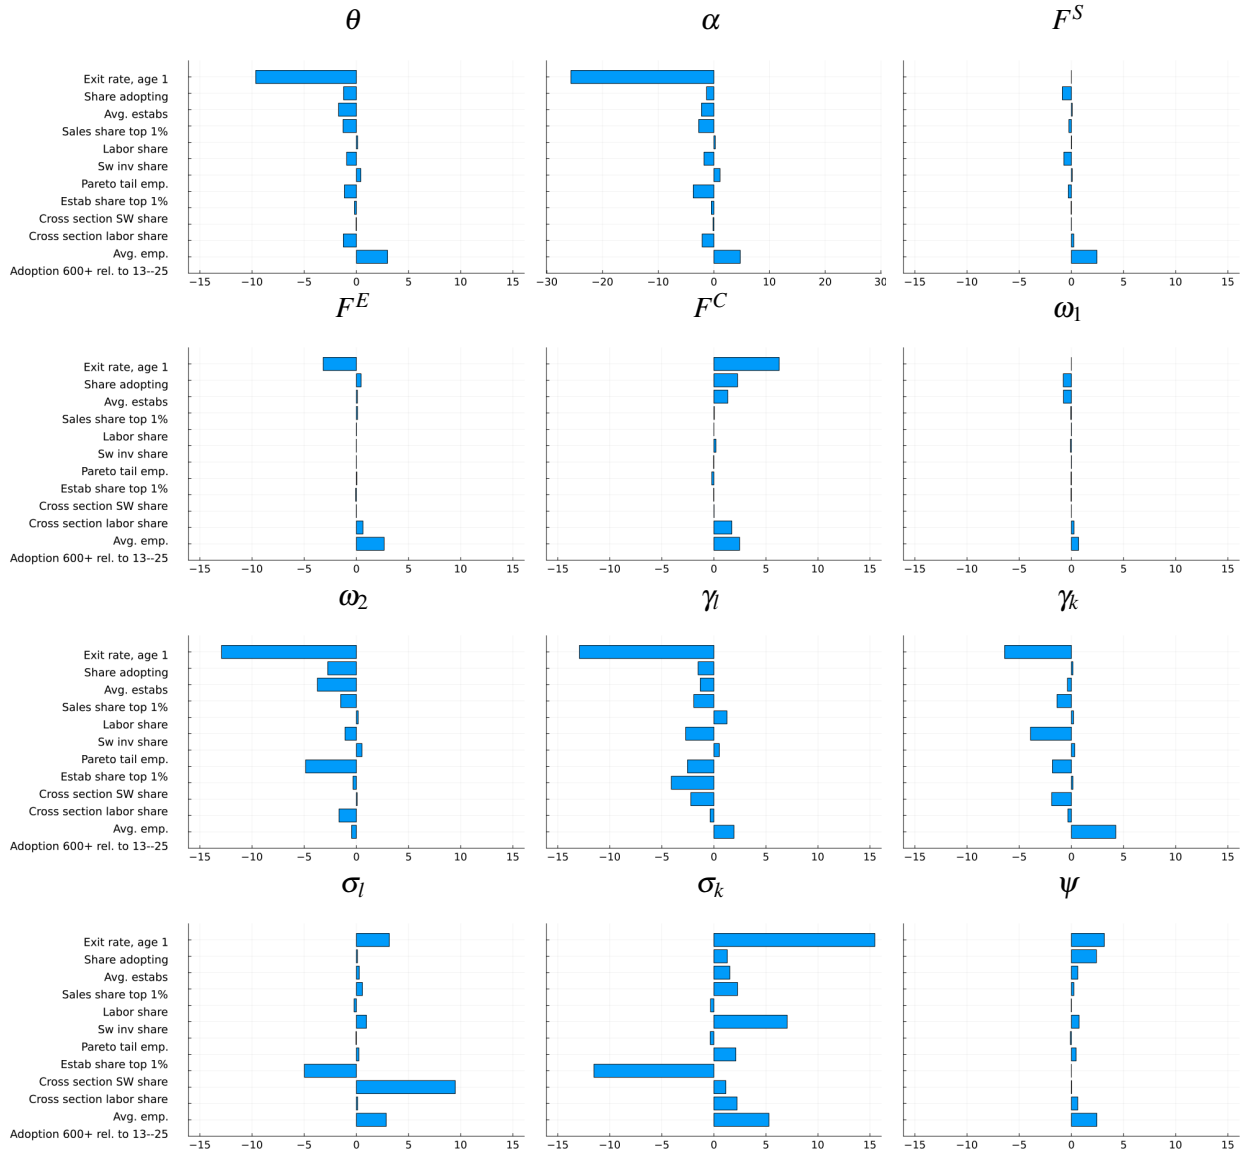 θ α F^S
Exit rate, age 1
Share adopting
Avg. estabs
Sales share top 1%
Labor share
Sw inv share
Pareto tail emp.
Estab share top 1%
Cross section SW share
Cross section labor share
Avg. emp.
Adoption 600+ rel. to 13--25
−15 −10 −5 0 5 10 15 −30 −20 −10 0 10 20 30 −15 −10 −5 0 5 10 15
F^E F^C ω₁
Exit rate, age 1
Share adopting
Avg. estabs
Sales share top 1%
Labor share
Sw inv share
Pareto tail emp.
Estab share top 1%
Cross section SW share
Cross section labor share
Avg. emp.
Adoption 600+ rel. to 13--25
−15 −10 −5 0 5 10 15 −15 −10 −5 0 5 10 15 −15 −10 −5 0 5 10 15
ω₂ γ_l γ_k
Exit rate, age 1
Share adopting
Avg. estabs
Sales share top 1%
Labor share
Sw inv share
Pareto tail emp.
Estab share top 1%
Cross section SW share
Cross section labor share
Avg. emp.
Adoption 600+ rel. to 13--25
−15 −10 −5 0 5 10 15 −15 −10 −5 0 5 10 15 −15 −10 −5 0 5 10 15
σ_l σ_k ψ
Exit rate, age 1
Share adopting
Avg. estabs
Sales share top 1%
Labor share
Sw inv share
Pareto tail emp.
Estab share top 1%
Cross section SW share
Cross section labor share
Avg. emp.
Adoption 600+ rel. to 13--25
−15 −10 −5 0 5 10 15 −15 −10 −5 0 5 10 15 −15 −10 −5 0 5 10 15